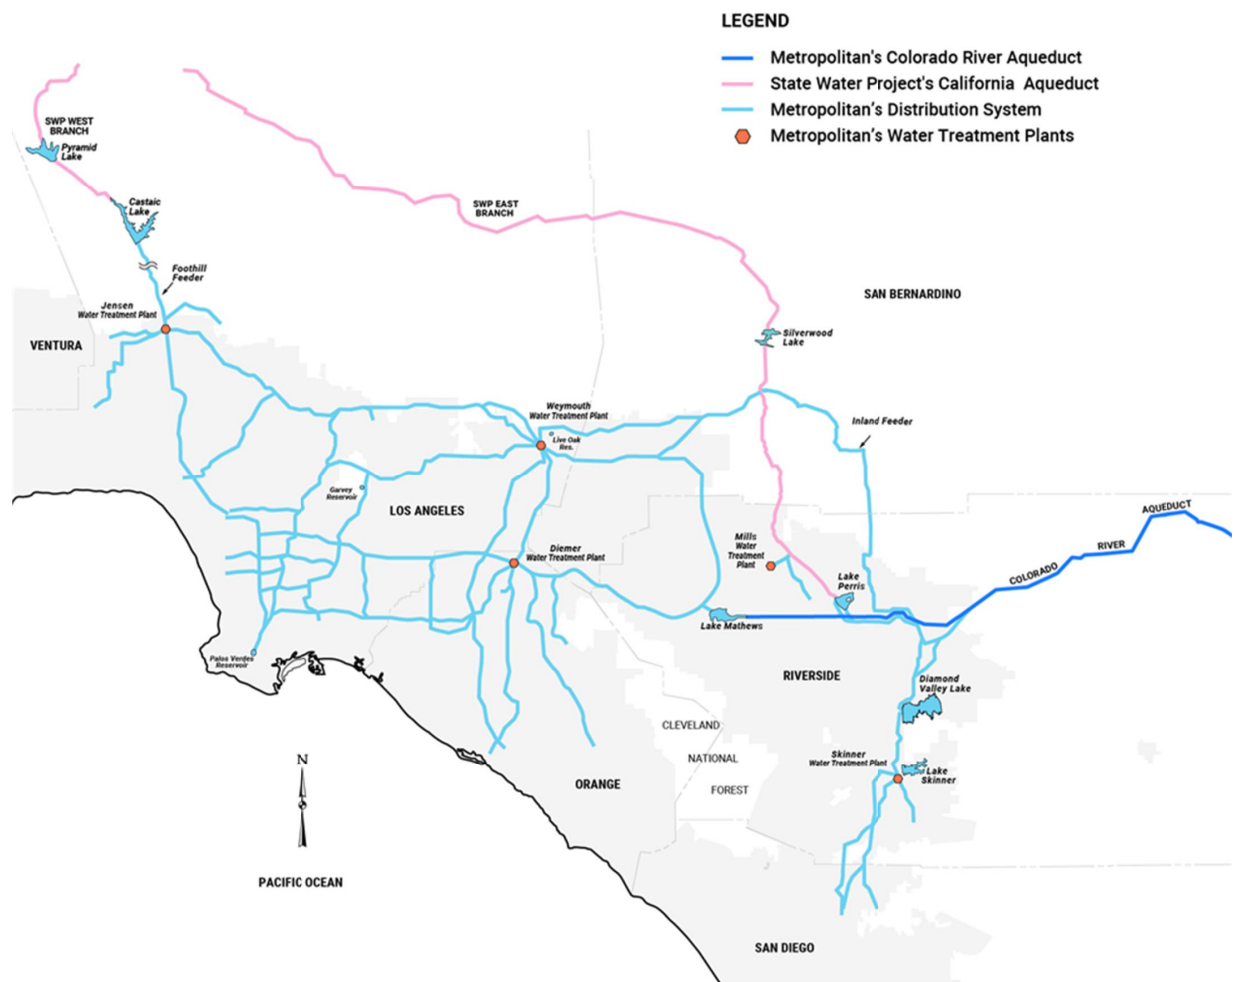 LEGEND
Metropolitan's Colorado River Aqueduct
State Water Project's California Aqueduct
Metropolitan's Distribution System
Metropolitan's Water Treatment Plants
SWP WEST
BRANCH
Pyramid
Lake
Castaic
Lake
SWP EAST
BRANCH
Foothill
Feeder
Jensen
Water Treatment Plant
VENTURA
SAN BERNARDINO
Silverwood
Lake
Weymouth
Water Treatment Plant
Live Oak
Res.
Inland Feeder
Garvey
Reservoir
LOS ANGELES
Diemer
Water Treatment Plant
Mills
Water
Treatment
Plant
Lake
Perris
COLORADO
RIVER
AQUEDUCT
Lake Mathews
Palos Verdes
Reservoir
RIVERSIDE
Diamond
Valley Lake
CLEVELAND
NATIONAL
FOREST
Skinner
Water Treatment Plant
Lake
Skinner
N
ORANGE
PACIFIC OCEAN
SAN DIEGO